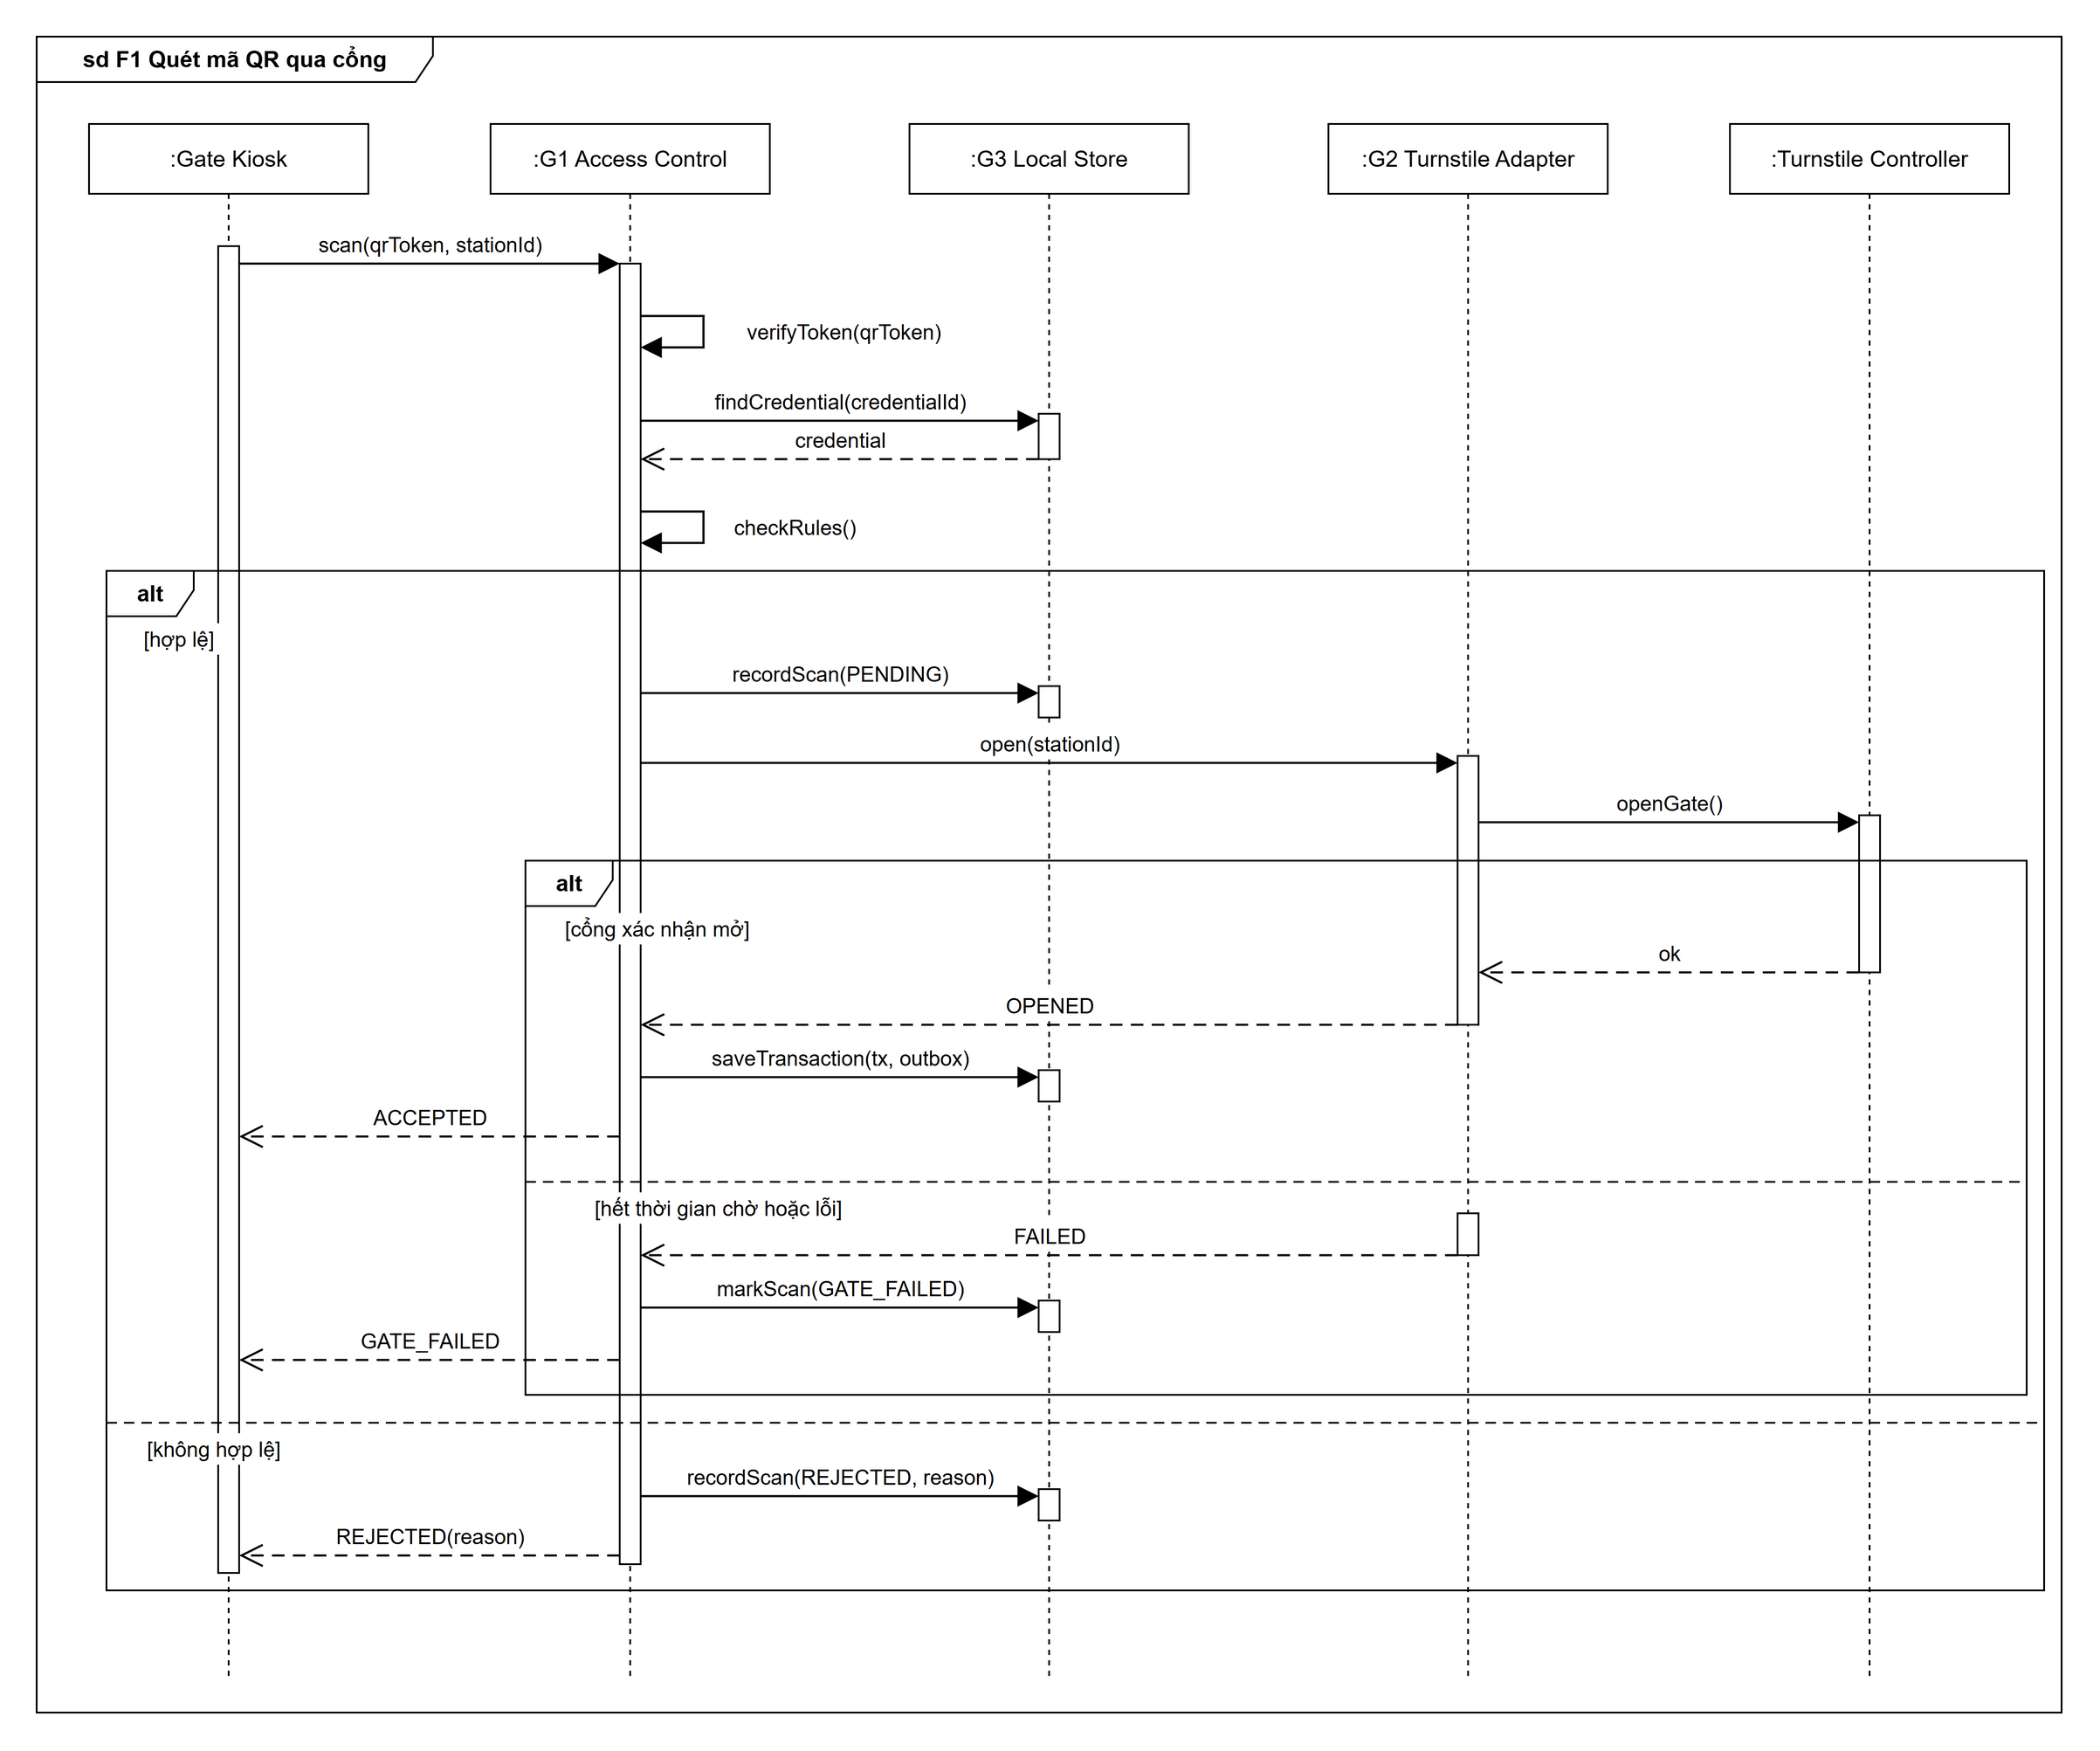 sd F1 Quét mã QR qua cổng
:Gate Kiosk
:G1 Access Control
:G3 Local Store
:G2 Turnstile Adapter
:Turnstile Controller
scan(qrToken, stationId)
verifyToken(qrToken)
findCredential(credentialId)
credential
checkRules()
alt
[hợp lệ]
recordScan(PENDING)
open(stationId)
openGate()
alt
[cổng xác nhận mở]
ok
OPENED
saveTransaction(tx, outbox)
ACCEPTED
[hết thời gian chờ hoặc lỗi]
FAILED
markScan(GATE_FAILED)
GATE_FAILED
[không hợp lệ]
recordScan(REJECTED, reason)
REJECTED(reason)